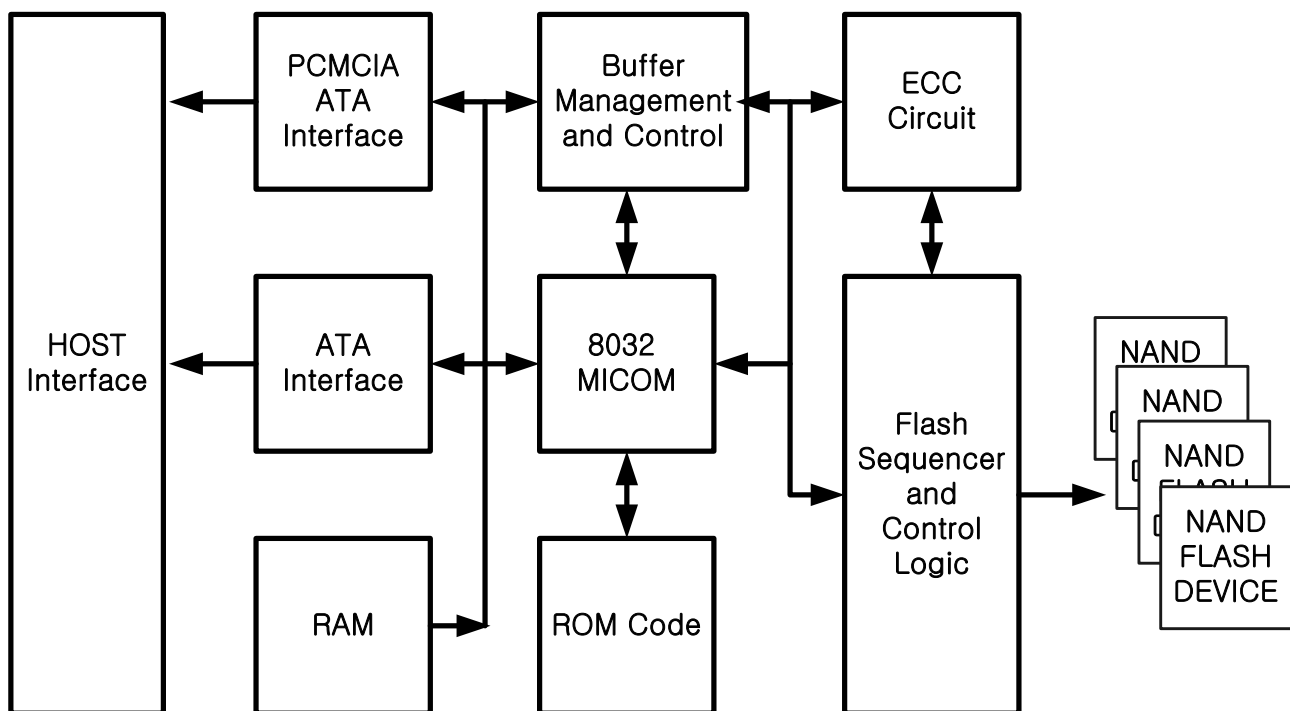 HOST
Interface
PCMCIA
ATA
Interface
Buffer
Management
and Control
ECC
Circuit
ATA
Interface
8032
MICOM
Flash
Sequencer
and
Control
Logic
RAM
ROM Code
NAND
NAND
NAND
FLASH
NAND
FLASH
DEVICE